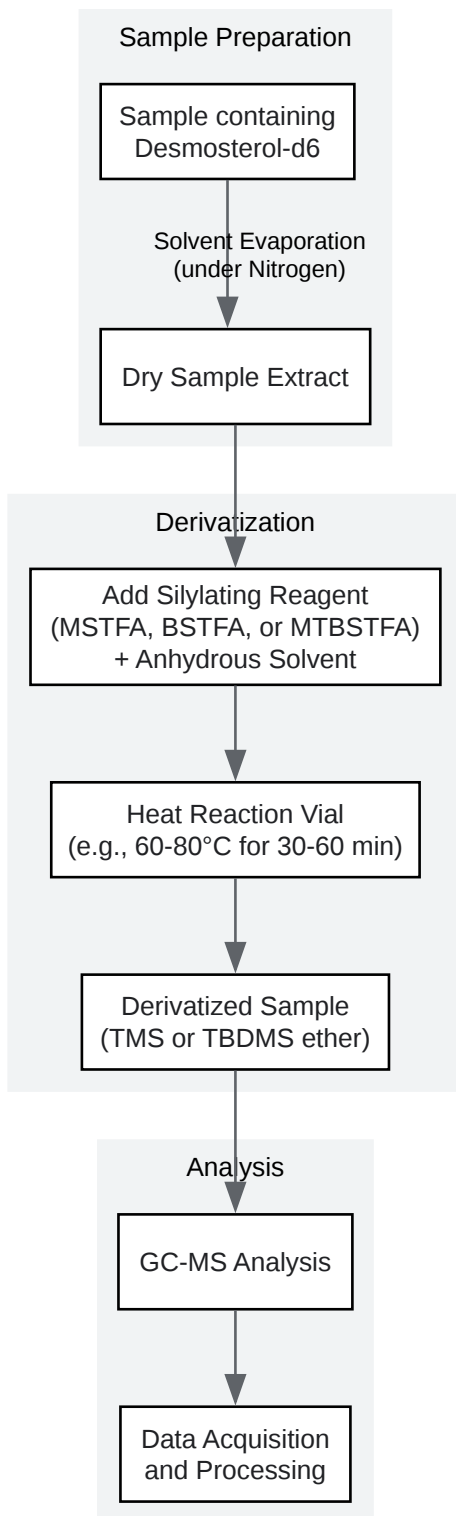 Sample Preparation
Sample containing
Desmosterol-d6
Solvent Evaporation
(under Nitrogen)
Dry Sample Extract
Derivatization
Add Silylating Reagent
(MSTFA, BSTFA, or MTBSTFA)
+ Anhydrous Solvent
Heat Reaction Vial
(e.g., 60-80°C for 30-60 min)
Derivatized Sample
(TMS or TBDMS ether)
Analysis
GC-MS Analysis
Data Acquisition
and Processing